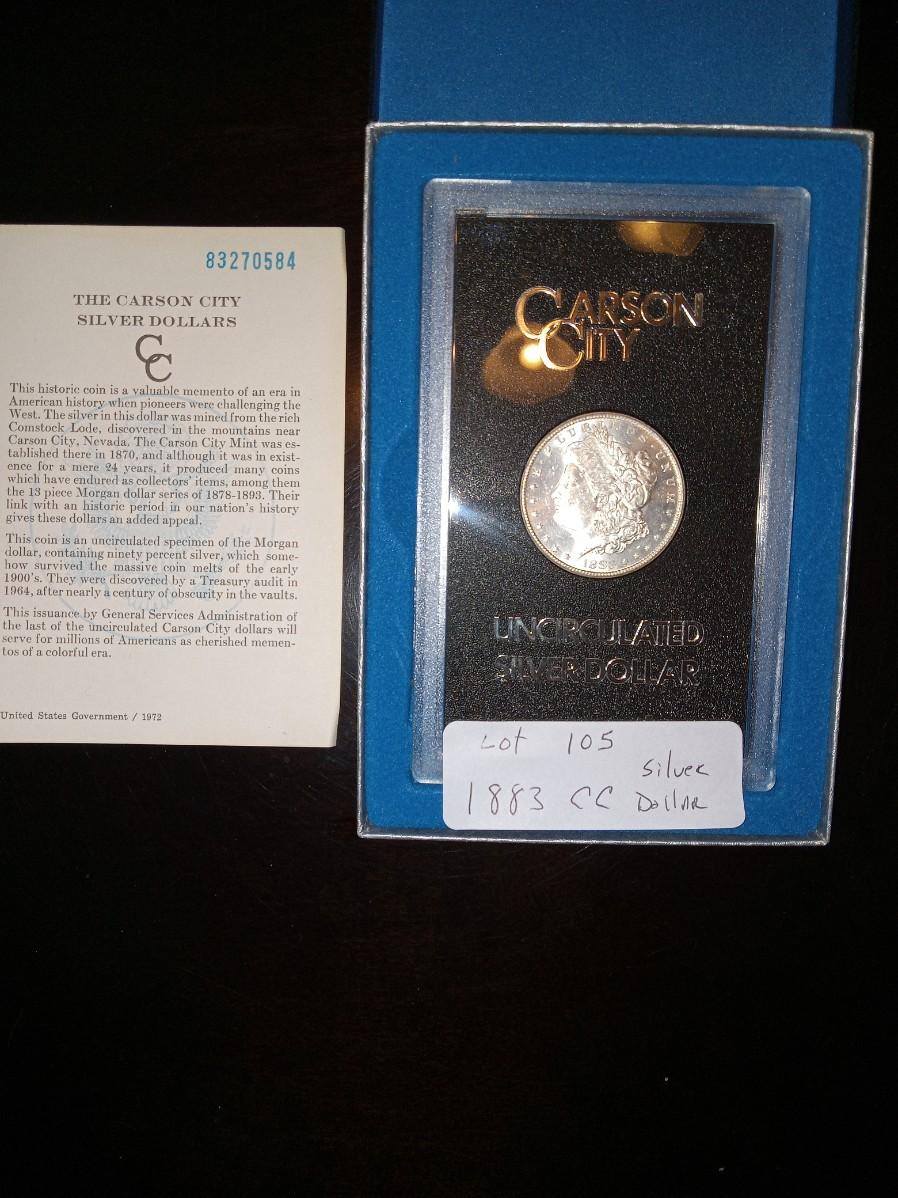 83270584
THE CARSON CITY
SILVER DOLLARS
CC
This historic coin is a valuable memento of an era in
American history when pioneers were challenging the
West. The silver in this dollar was mined from the rich
Comstock Lode, discovered in the mountains near
Carson City, Nevada. The Carson City Mint was es-
tablished there in 1870, and although it was in exist-
ence for a mere 24 years, it produced many coins
which have endured as collectors' items, among them
the 13 piece Morgan dollar series of 1878-1893. Their
link with an historic period in our nation's history
gives these dollars an added appeal.
This coin is an uncirculated specimen of the Morgan
dollar, containing ninety percent silver, which some-
how survived the massive coin melts of the early
1900's. They were discovered by a Treasury audit in
1964, after nearly a century of obscurity in the vaults.
This issuance by General Services Administration of
the last of the uncirculated Carson City dollars will
serve for millions of Americans as cherished memen-
tos of a colorful era.
United States Government / 1972
CARSON
CITY
E PLURIBUS UNUM
UNCIRCULATED
SILVER DOLLAR
Lot 105
1883 CC Silver Dollar